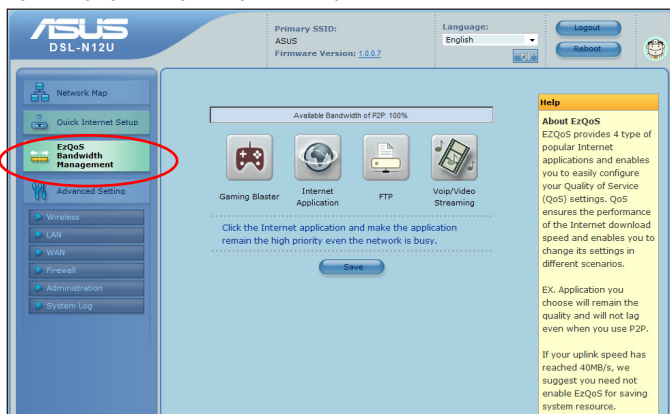 ASUS
DSL-N12U
Primary SSID:
ASUS
Firmware Version: 1.0.0.7
Language:
English
OK
Logout
Reboot
Network Map
Quick Internet Setup
EzQoS
Bandwidth
Management
Advanced Setting
Wireless
LAN
WAN
Firewall
Administration
System Log
Available Bandwidth of P2P: 100%
Gaming Blaster
Internet
Application
FTP
Voip/Video
Streaming
Click the Internet application and make the application
remain the high priority even the network is busy.
Save
Help
About EzQoS
EZQoS provides 4 type of
popular Internet
applications and enables
you to easily configure
your Quality of Service
(QoS) settings. QoS
ensures the performance
of the Internet download
speed and enables you to
change its settings in
different scenarios.
EX. Application you
choose will remain the
quality and will not lag
even when you use P2P.
If your uplink speed has
reached 40MB/s, we
suggest you need not
enable EzQoS for saving
system resource.